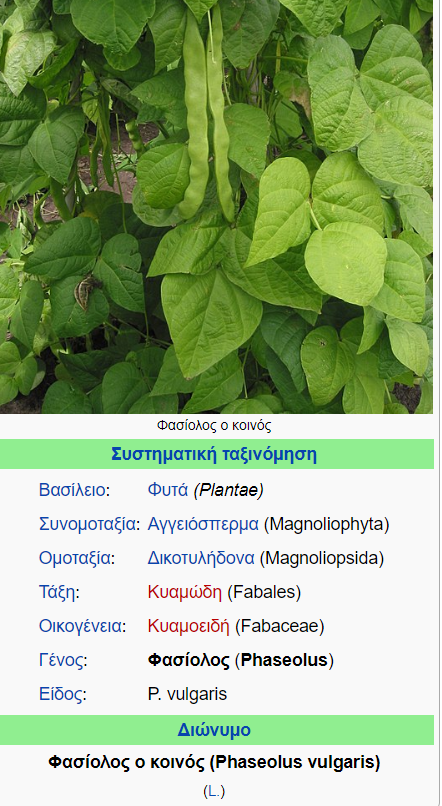 Φασίολος ο κοινός
Συστηματική ταξινόμηση
Βασίλειο: Φυτά (Plantae)
Συνομοταξία: Αγγειόσπερμα (Magnoliophyta)
Ομοταξία: Δικοτυλήδονα (Magnoliopsida)
Τάξη: Κυαμώδη (Fabales)
Οικογένεια: Κυαμοειδή (Fabaceae)
Γένος: Φασίολος (Phaseolus)
Είδος: P. vulgaris
Διώνυμο
Φασίολος ο κοινός (Phaseolus vulgaris)
(L.)